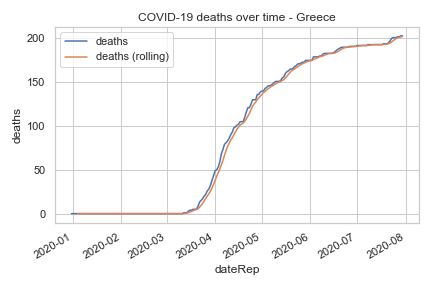 COVID-19 deaths over time - Greece
deaths
deaths (rolling)
200
150
100
50
0
deaths
2020-01
2020-02
2020-03
2020-04
2020-05
2020-06
2020-07
2020-08
dateRep